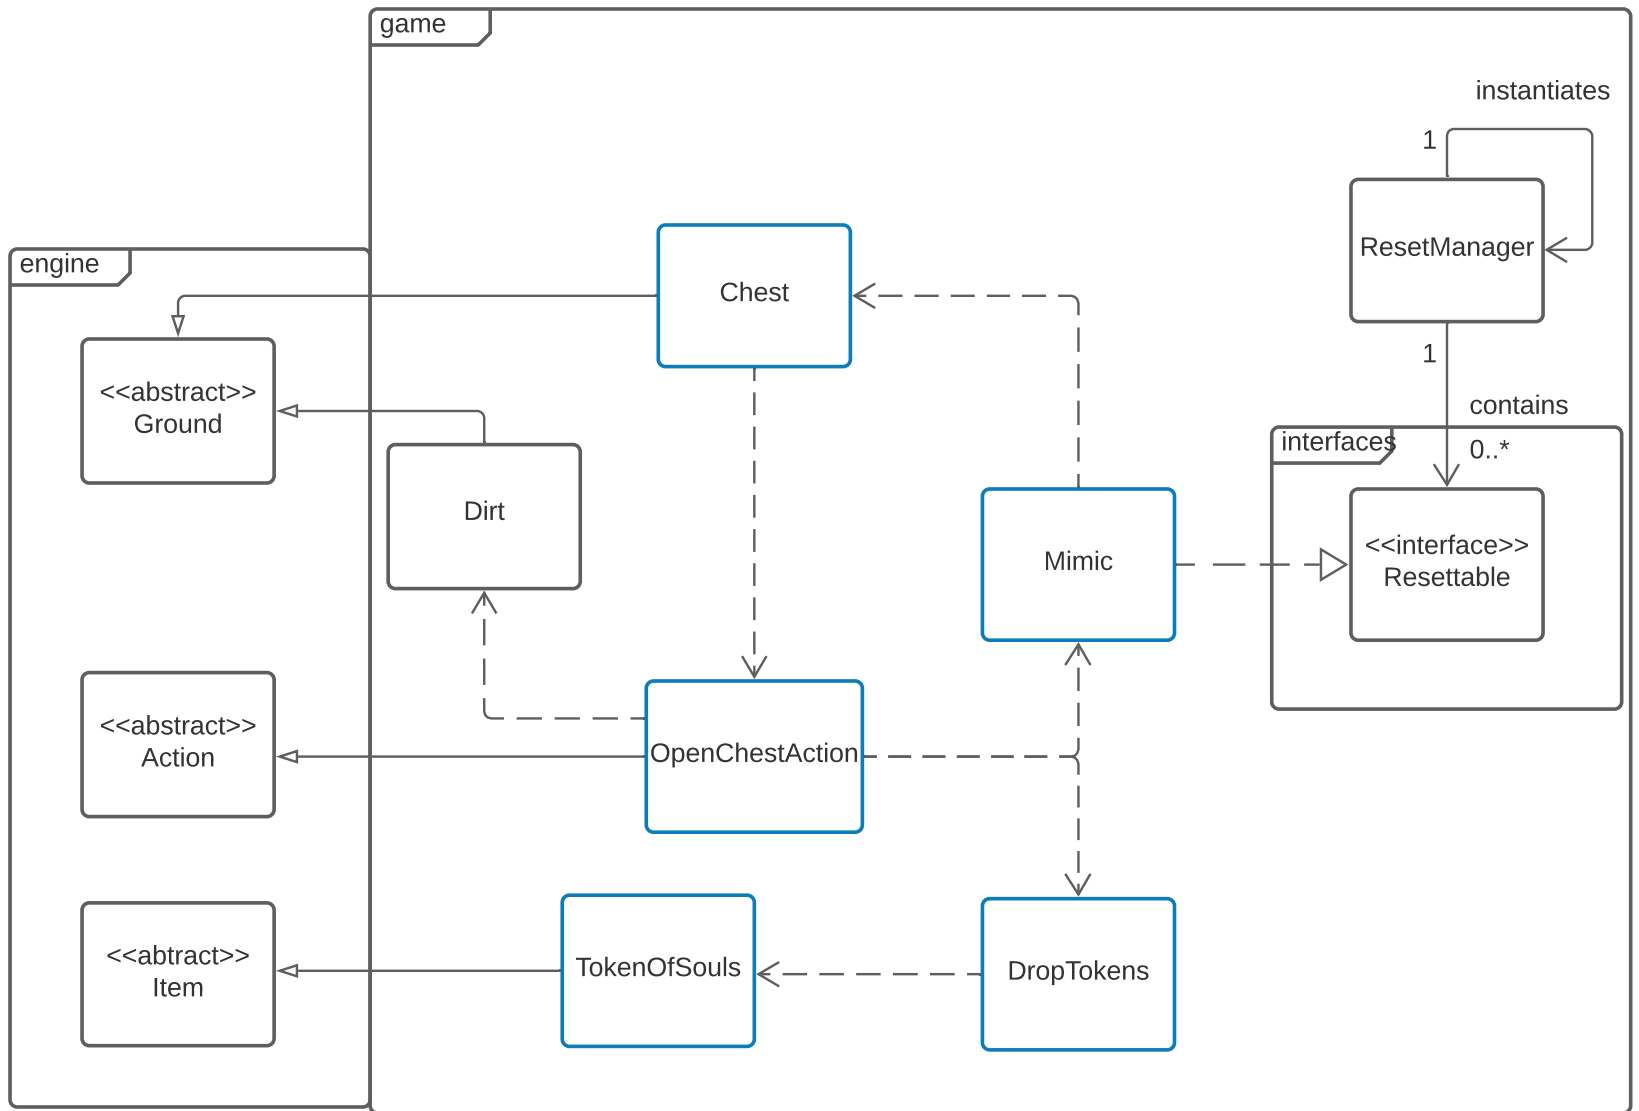 game
instantiates
1
ResetManager
engine
Chest
1
<<abstract>>
Ground
contains
interfaces
0..*
Dirt
Mimic
<<interface>>
Resettable
<<abstract>>
Action
OpenChestAction
<<abtract>>
Item
TokenOfSouls
DropTokens